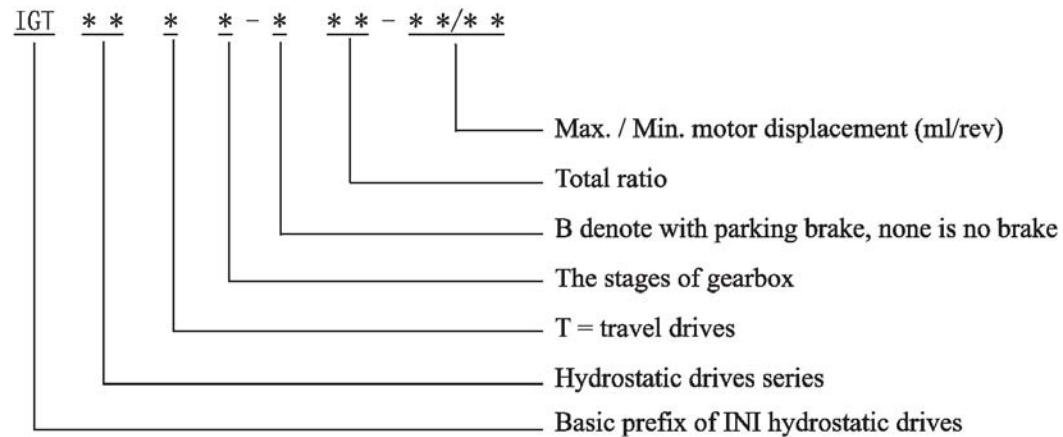 IGT ** * * - * ** - **/**
Max. / Min. motor displacement (ml/rev)
Total ratio
B denote with parking brake, none is no brake
The stages of gearbox
T = travel drives
Hydrostatic drives series
Basic prefix of INI hydrostatic drives